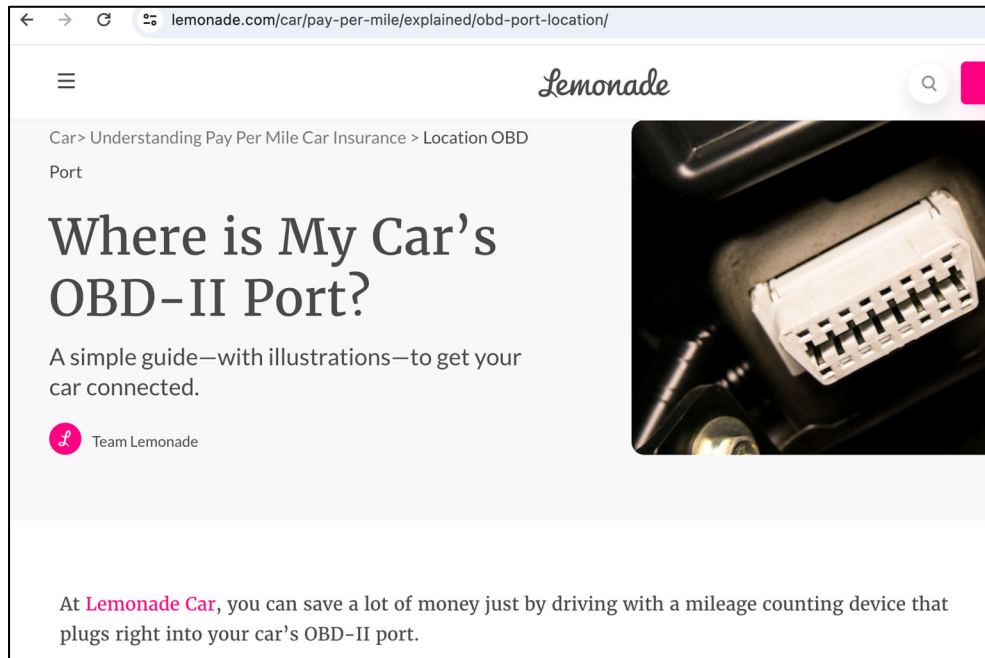 lemonade.com/car/pay-per-mile/explained/obd-port-location/
Lemonade
Car> Understanding Pay Per Mile Car Insurance > Location OBD
Port
Where is My Car’s
OBD-II Port?
A simple guide—with illustrations—to get your
car connected.
L
Team Lemonade
At Lemonade Car, you can save a lot of money just by driving with a mileage counting device that
plugs right into your car’s OBD-II port.